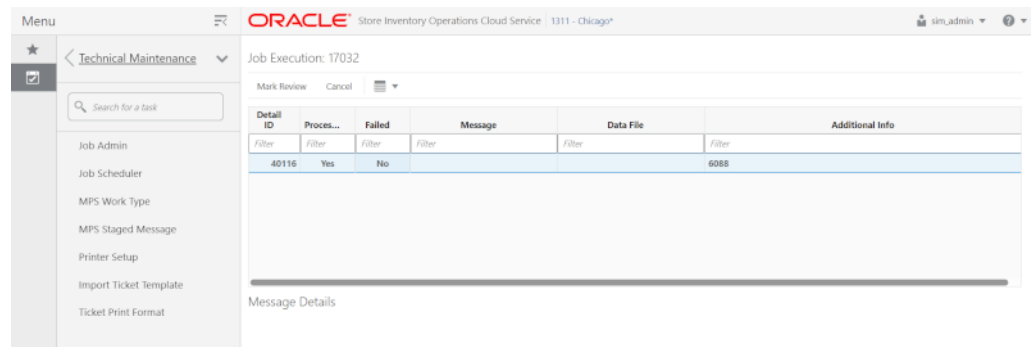 Menu
ORACLE Store Inventory Operations Cloud Service 1311 - Chicago*
sim_admin
Technical Maintenance
Search for a task
Job Admin
Job Scheduler
MPS Work Type
MPS Staged Message
Printer Setup
Import Ticket Template
Ticket Print Format
Job Execution: 17032
Mark Review Cancel
Detail ID Proces... Failed Message Data File Additional Info
Filter Filter Filter Filter Filter Filter
40116 Yes No 6088
Message Details